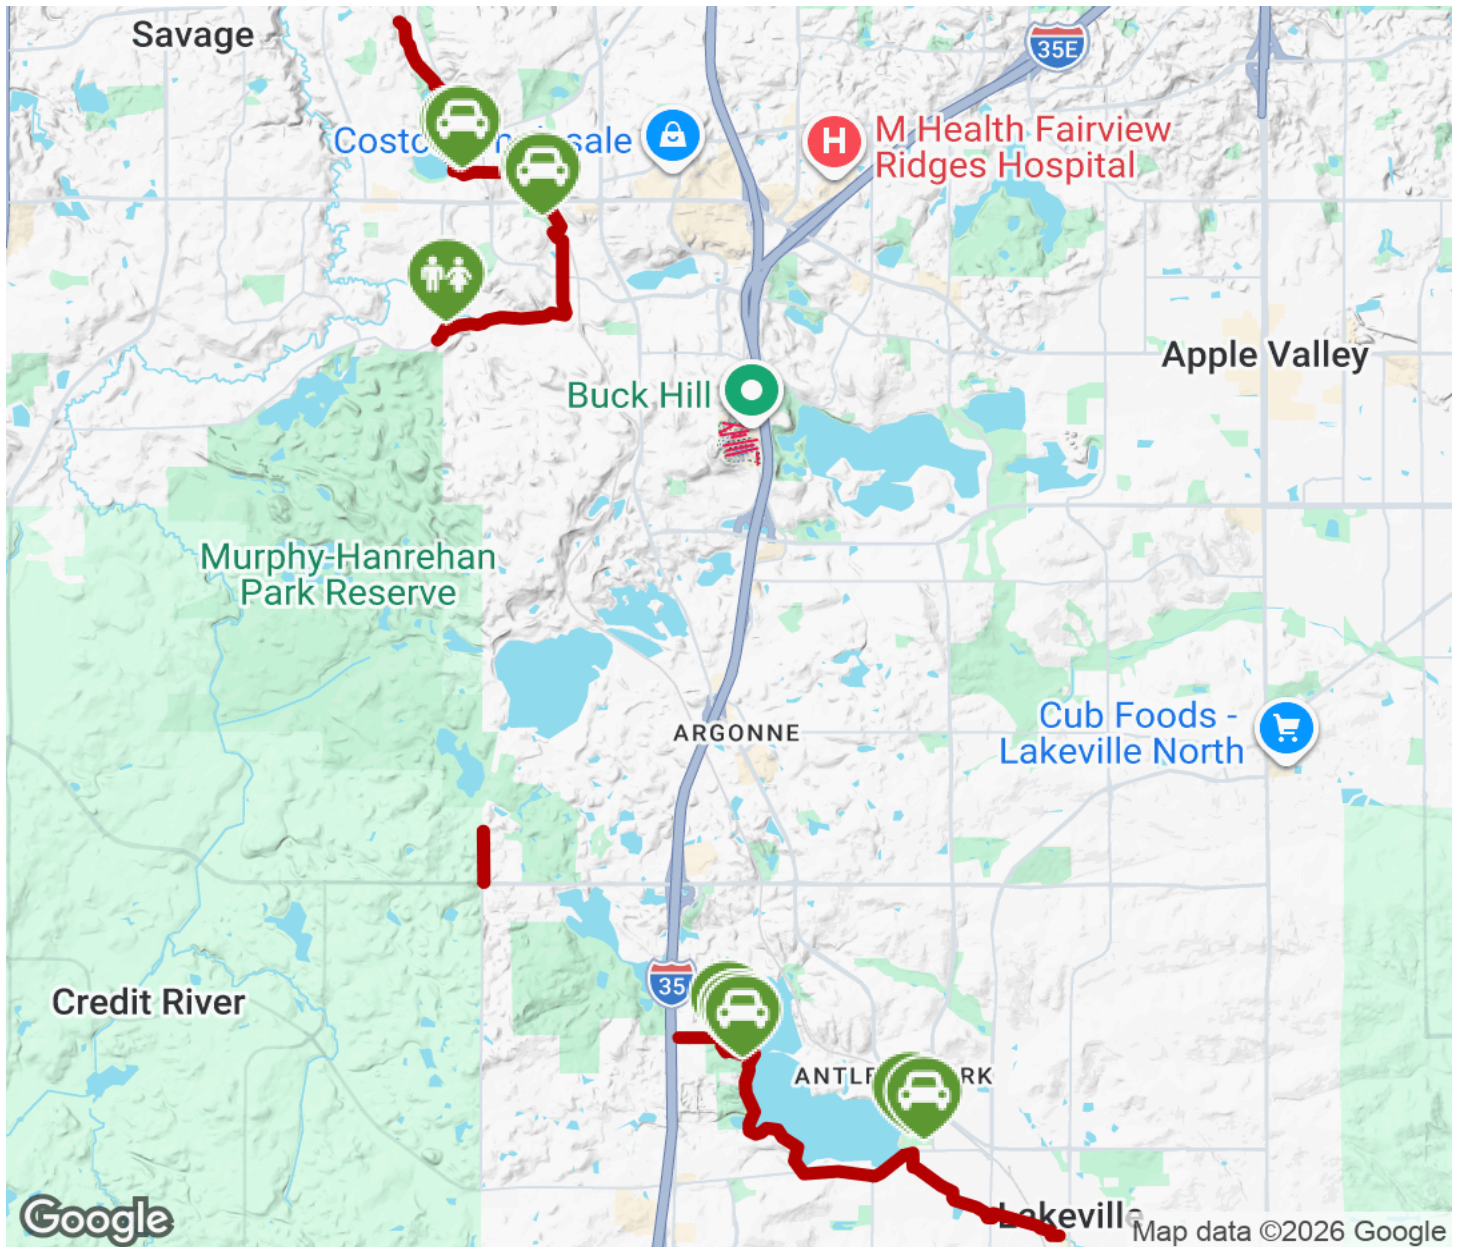 Savage
35E
M Health Fairview
Ridges Hospital
H
Apple Valley
Buck Hill
Murphy-Hanrehan
Park Reserve
ARGONNE
Cub Foods -
Lakeville North
Credit River
35
Google
Map data ©2026 Google